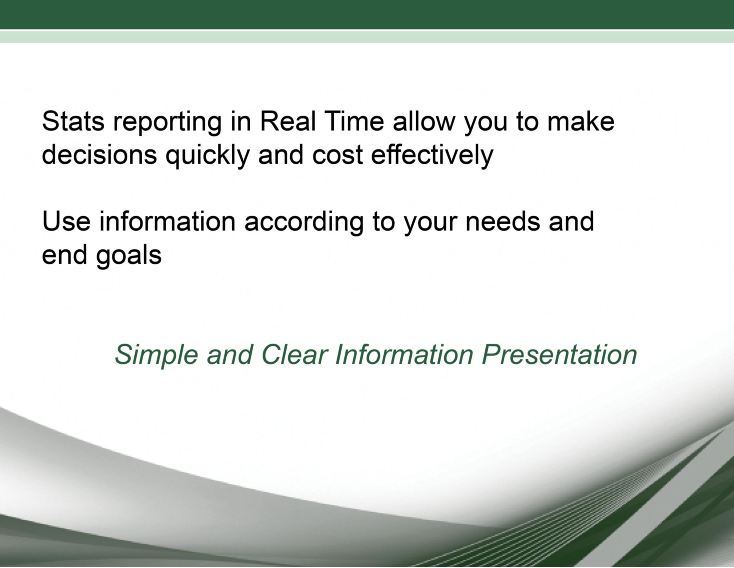 Stats reporting in Real Time allow you to make
decisions quickly and cost effectively
Use information according to your needs and
end goals
Simple and Clear Information Presentation